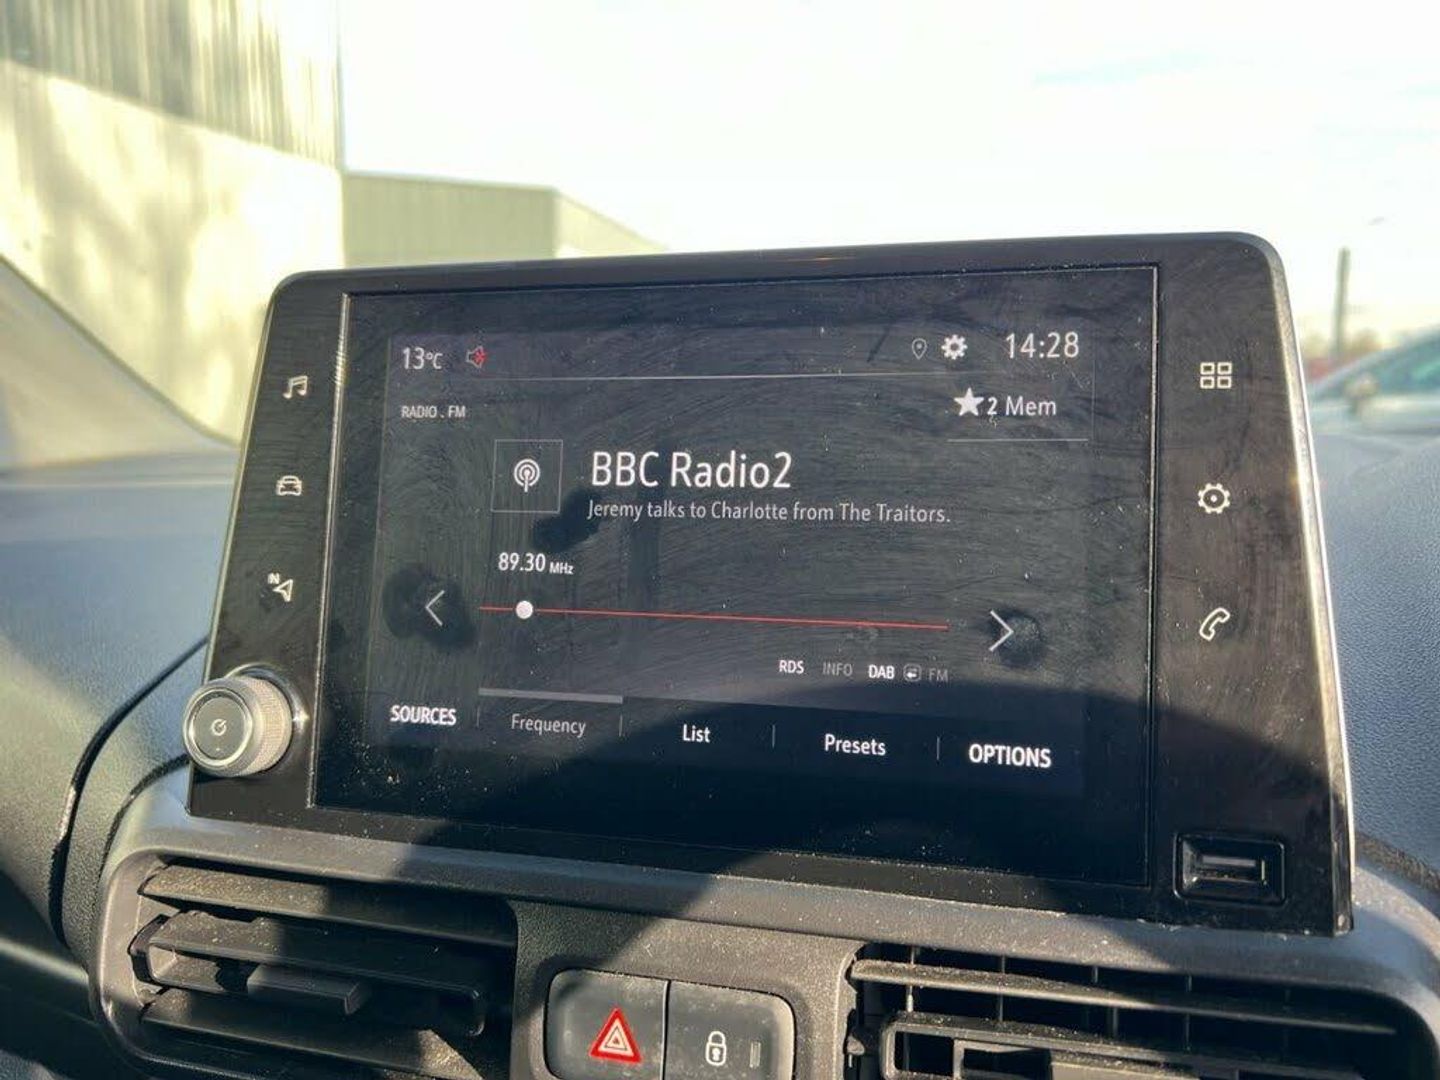 13°C 14:28
RADIO . FM
2 Mem
BBC Radio2
Jeremy talks to Charlotte from The Traitors.
89.30 MHz
N
RDS INFO DAB FM
SOURCES Frequency List Presets OPTIONS